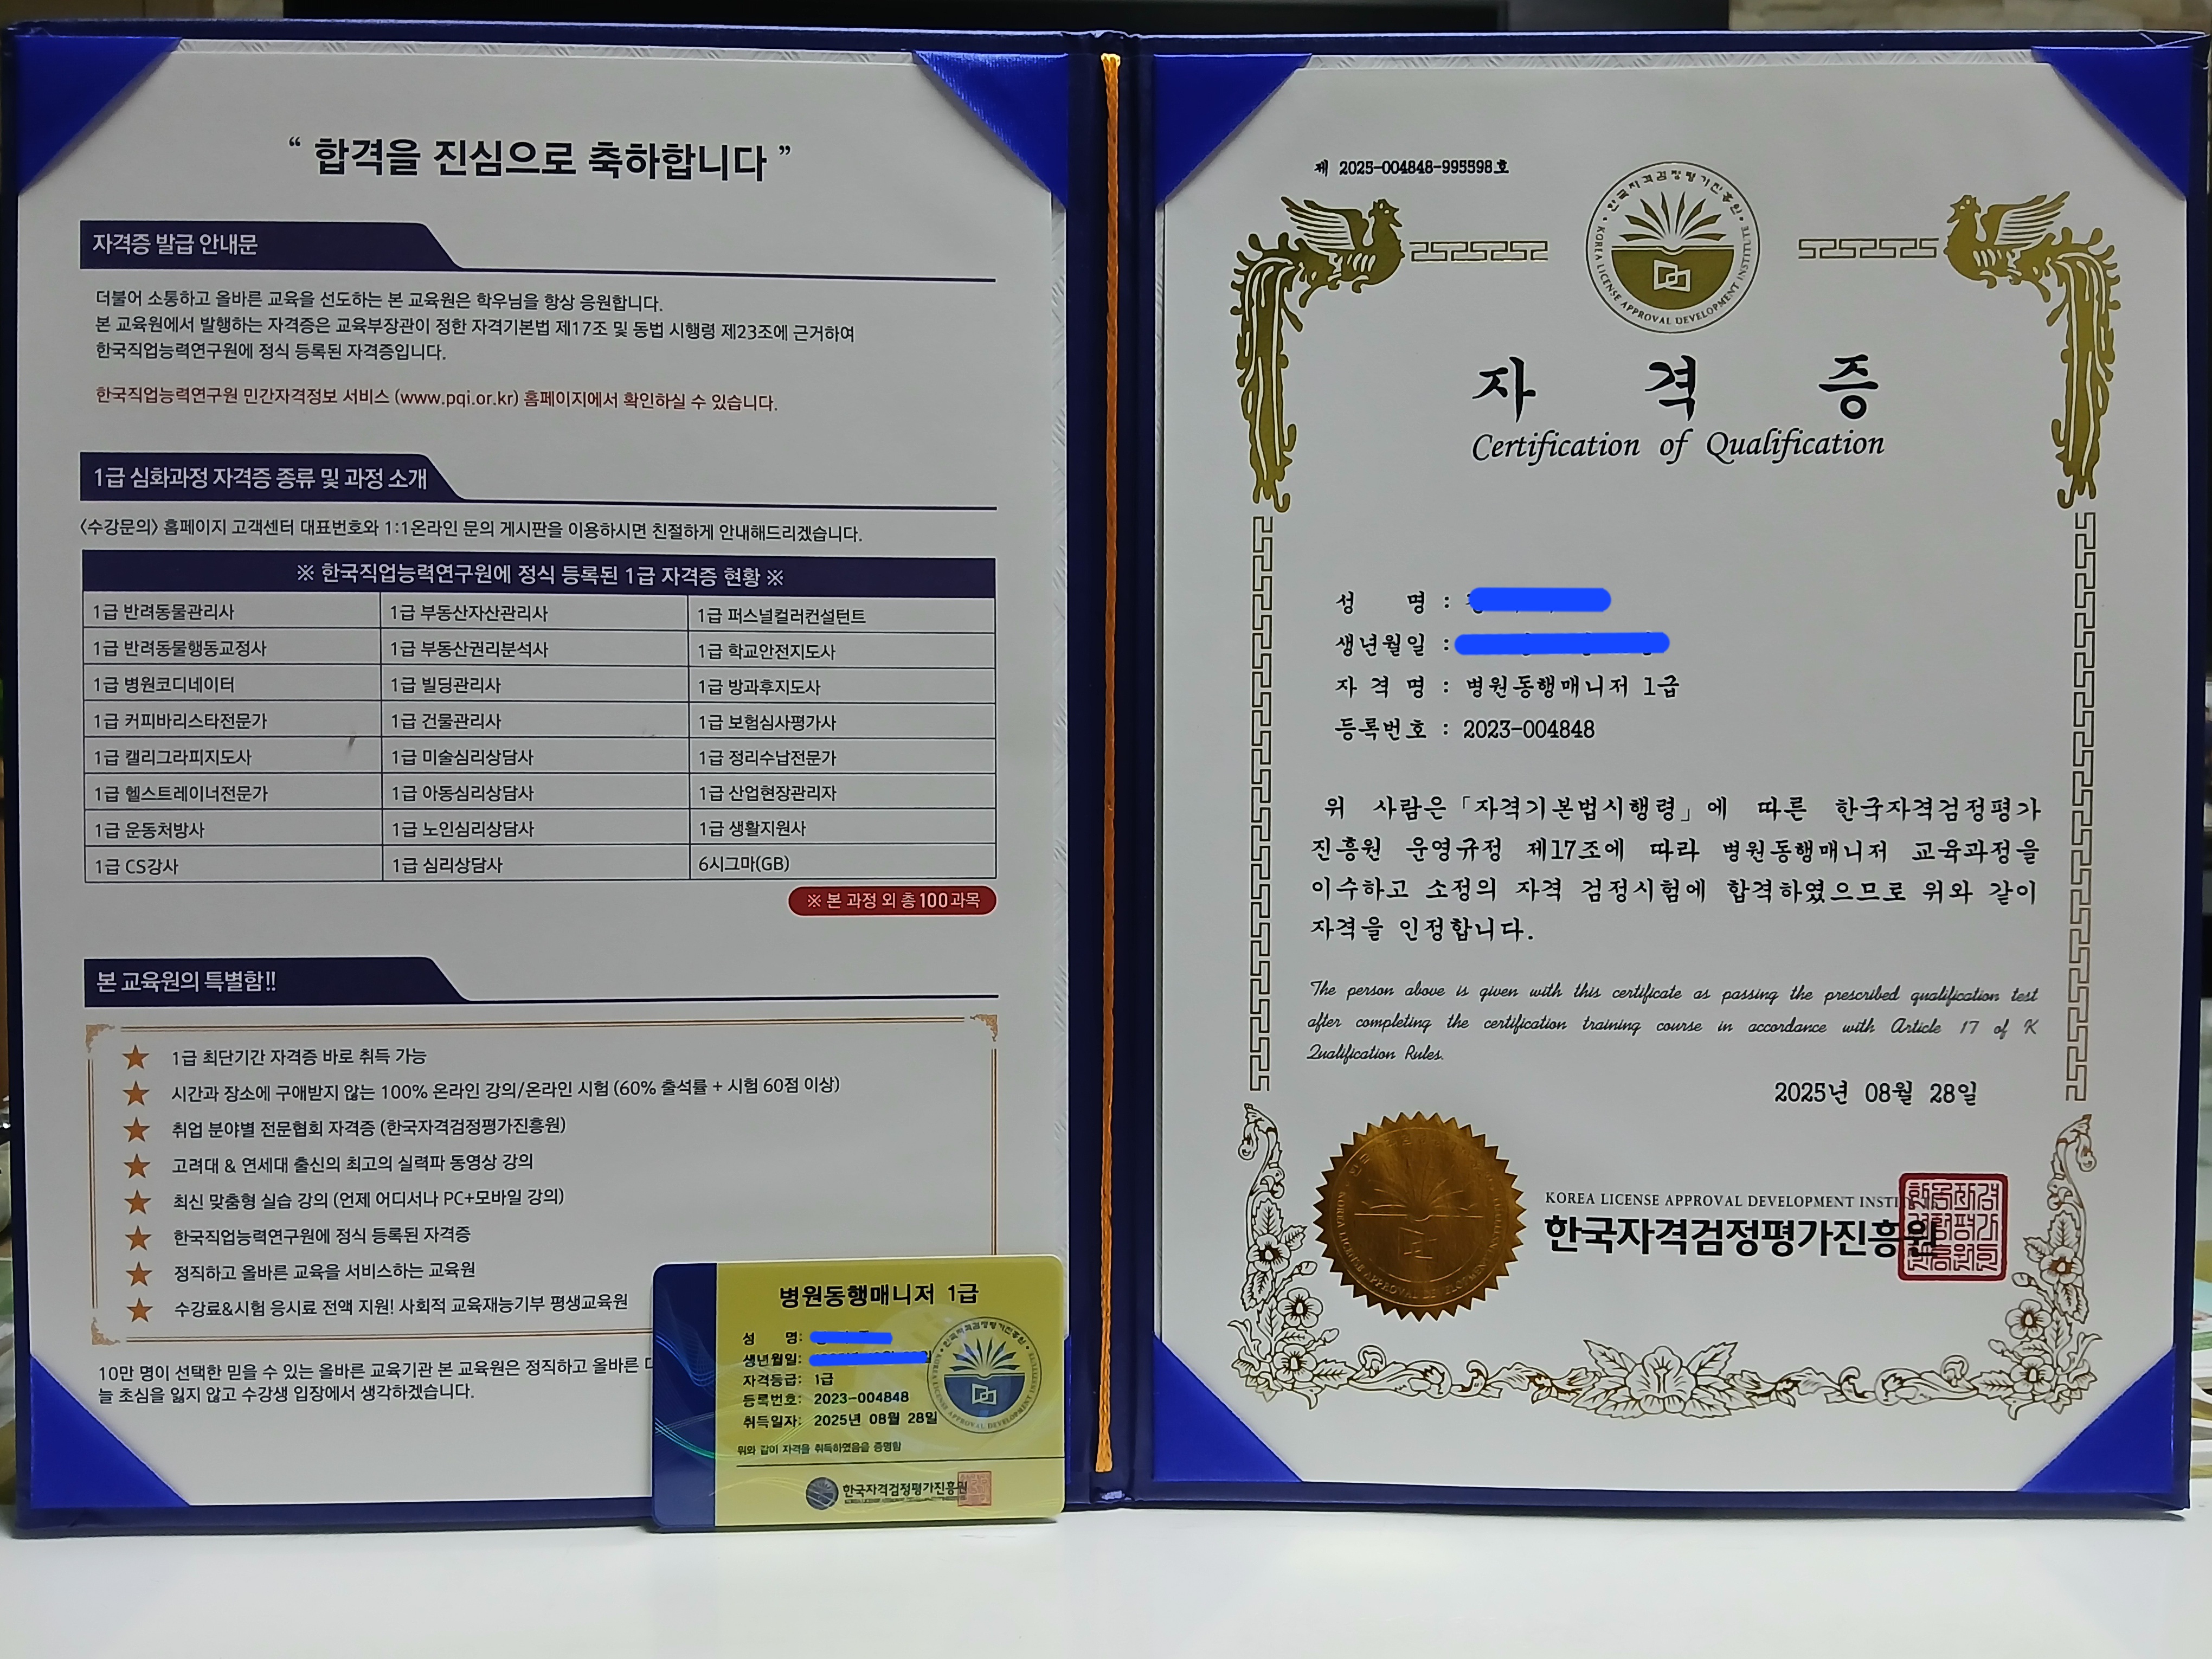 “ 합격을 진심으로 축하합니다 ”
자격증 발급 안내문
더불어 소통하고 올바른 교육을 선도하는 본 교육원은 학우님을 항상 응원합니다.
본 교육원에서 발행하는 자격증은 교육부장관이 정한 자격기본법 제17조 및 동법 시행령 제23조에 근거하여
한국직업능력연구원에 정식 등록된 자격증입니다.
한국직업능력연구원 민간자격정보 서비스 (www.pqi.or.kr) 홈페이지에서 확인하실 수 있습니다.
1급 심화과정 자격증 종류 및 과정 소개
<수강문의> 홈페이지 고객센터 대표번호와 1:1온라인 문의 게시판을 이용하시면 친절하게 안내해드리겠습니다.
※ 한국직업능력연구원에 정식 등록된 1급 자격증 현황 ※
1급 반려동물관리사 1급 부동산자산관리사 1급 퍼스널컬러컨설턴트
1급 반려동물행동교정사 1급 부동산권리분석사 1급 학교안전지도사
1급 병원코디네이터 1급 빌딩관리사 1급 방과후지도사
1급 커피바리스타전문가 1급 건물관리사 1급 보험심사평가사
1급 캘리그라피지도사 1급 미술심리상담사 1급 정리수납전문가
1급 헬스트레이너전문가 1급 아동심리상담사 1급 산업현장관리자
1급 운동처방사 1급 노인심리상담사 1급 생활지원사
1급 CS강사 1급 심리상담사 6시그마(GB)
※ 본 과정 외 총 100과목
본 교육원의 특별함!!
★ 1급 최단기간 자격증 바로 취득 가능
★ 시간과 장소에 구애받지 않는 100% 온라인 강의/온라인 시험 (60% 출석률 + 시험 60점 이상)
★ 취업 분야별 전문협회 자격증 (한국자격검정평가진흥원)
★ 고려대 & 연세대 출신의 최고의 실력파 동영상 강의
★ 최신 맞춤형 실습 강의 (언제 어디서나 PC+모바일 강의)
★ 한국직업능력연구원에 정식 등록된 자격증
★ 정직하고 올바른 교육을 서비스하는 교육원
★ 수강료&시험 응시료 전액 지원! 사회적 교육재능기부 평생교육원
10만 명이 선택한 믿을 수 있는 올바른 교육기관 본 교육원은 정직하고 올바른
늘 초심을 잃지 않고 수강생 입장에서 생각하겠습니다.
병원동행매니저 1급
성 명:
생년월일:
자격등급: 1급
등록번호: 2023-004848
취득일자: 2025년 08월 28일
위와 같이 자격을 취득하였음을 증명함
한국자격검정평가진흥원
제 2025-004848-995598호
한국자격검정평가진흥원
KOREA LICENSE APPROVAL DEVELOPMENT INSTITUTE
자 격 증
Certification of Qualification
성 명 :
생년월일 :
자 격 명 : 병원동행매니저 1급
등록번호 : 2023-004848
위 사람은「자격기본법시행령」에 따른 한국자격검정평가
진흥원 운영규정 제17조에 따라 병원동행매니저 교육과정을
이수하고 소정의 자격 검정시험에 합격하였으므로 위와 같이
자격을 인정합니다.
The person above is given with this certificate as passing the prescribed qualification test
after completing the certification training course in accordance with Article 17 of K
Qualification Rules.
2025년 08월 28일
KOREA LICENSE APPROVAL DEVELOPMENT
한국자격검정평가진흥원